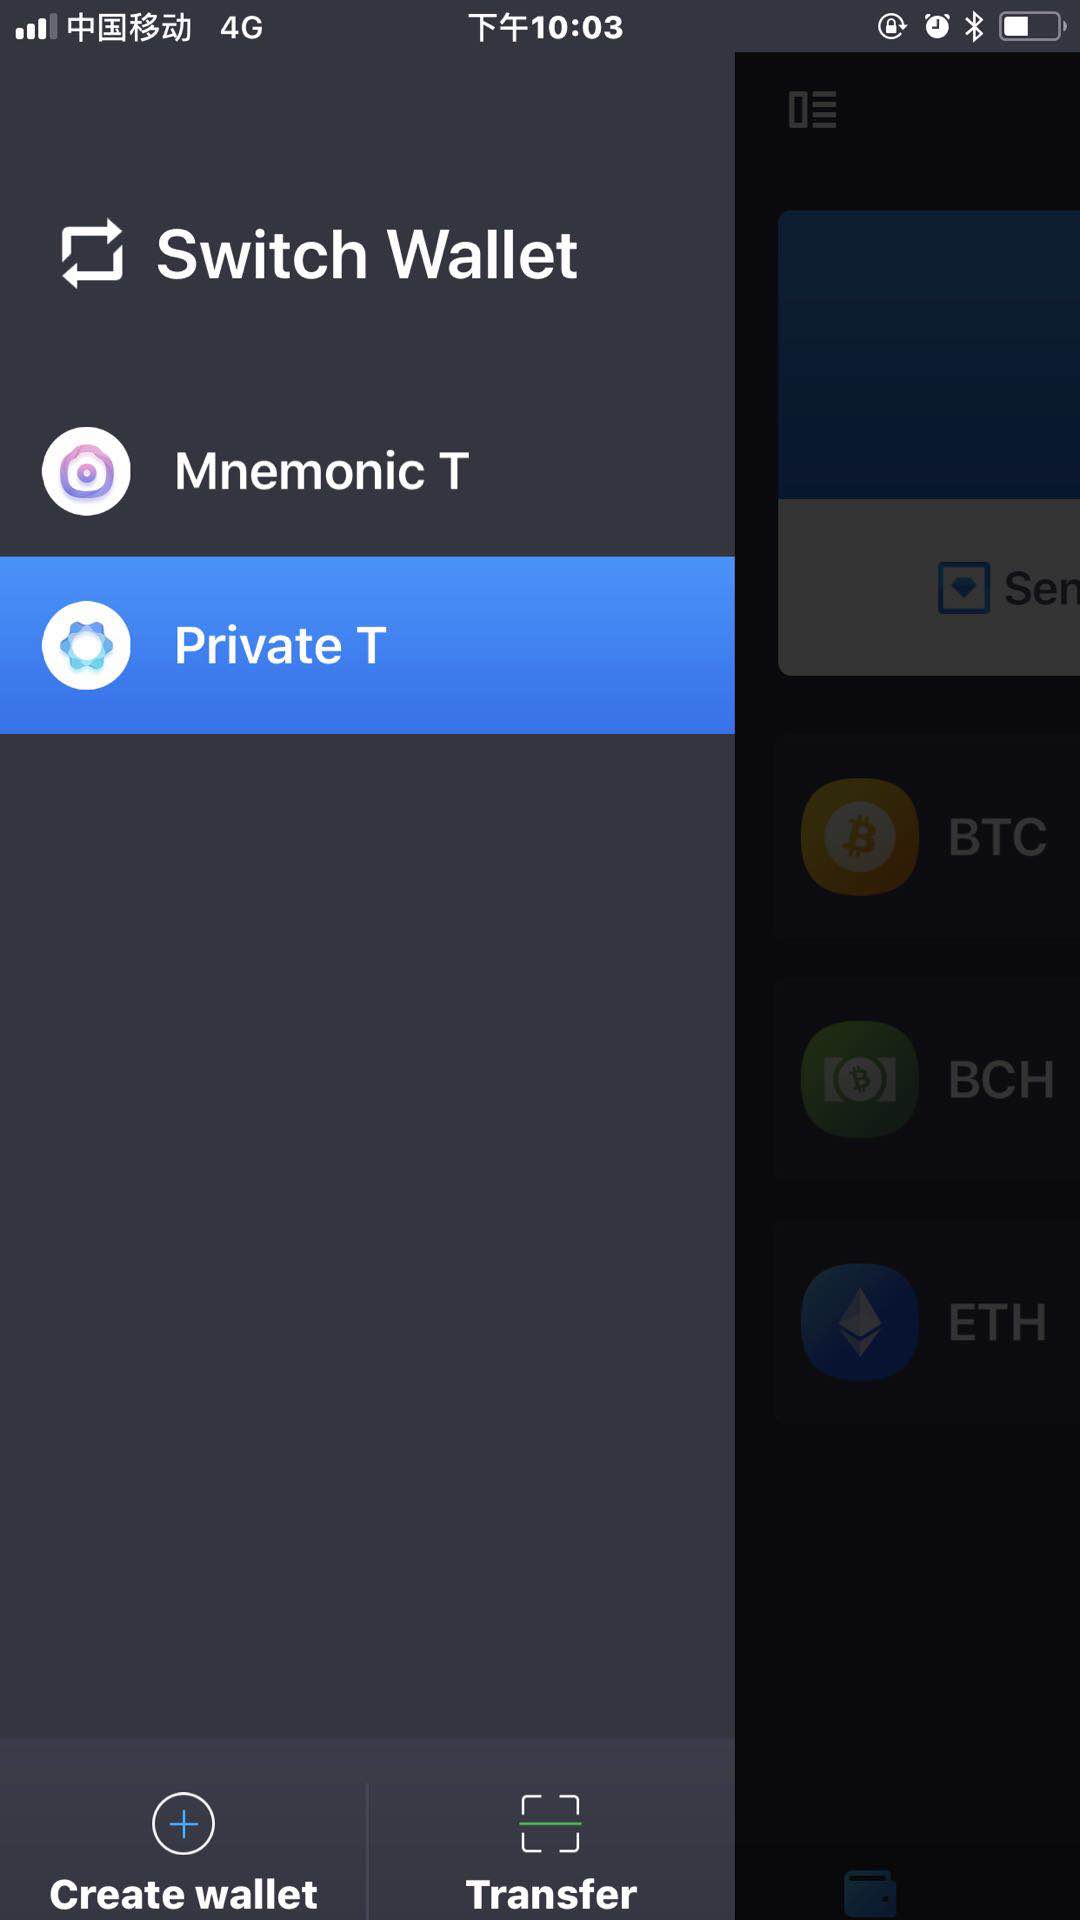 中国移动 4G 下午10:03
Switch Wallet
Mnemonic T
Private T
Sen
BTC
BCH
ETH
Create wallet
Transfer